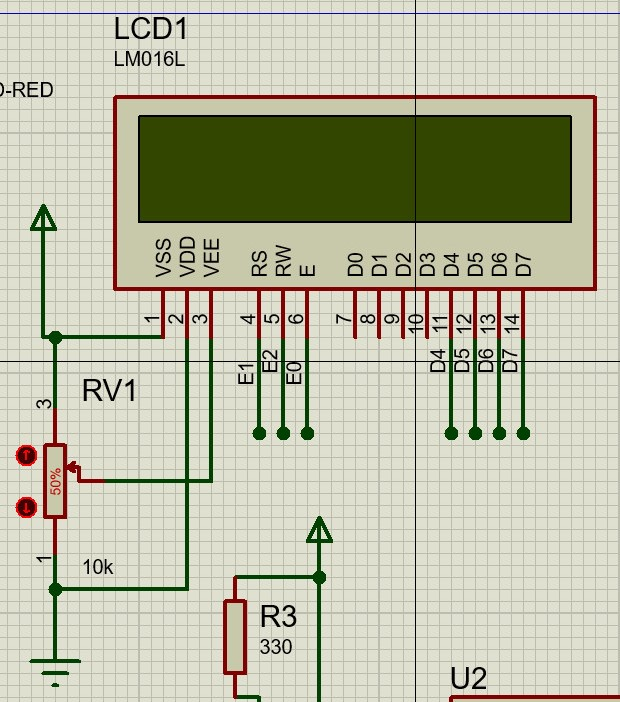 LCD1
LM016L
D-RED
VSS VDD VEE RS RW E D0 D1 D2 D3 D4 D5 D6 D7
1 2 3 4 5 6 7 8 9 10 11 12 13 14
E1 E2 E0 D4 D5 D6 D7
RV1
3
50%
1
10k
R3
330
U2